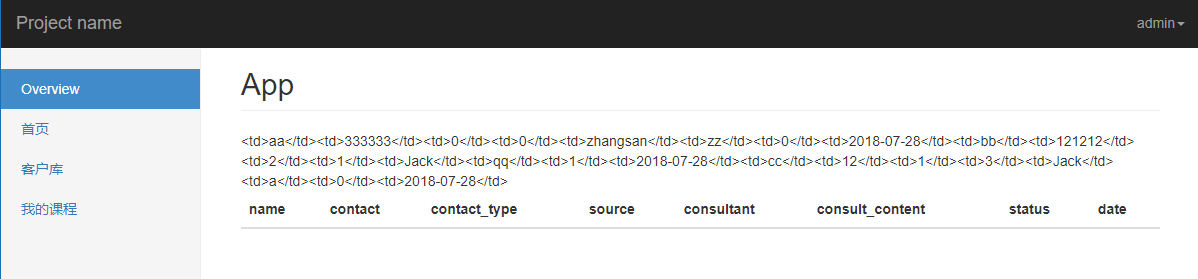 Project name
admin
Overview
首页
客户库
我的课程
App
<td>aa</td><td>333333</td><td>0</td><td>0</td><td>zhangsan</td><td>zz</td><td>0</td><td>2018-07-28</td><td>bb</td><td>121212</td>
<td>2</td><td>1</td><td>Jack</td><td>qq</td><td>1</td><td>2018-07-28</td><td>cc</td><td>12</td><td>1</td><td>3</td><td>Jack</td>
<td>a</td><td>0</td><td>2018-07-28</td>
name contact contact_type source consultant consult_content status date